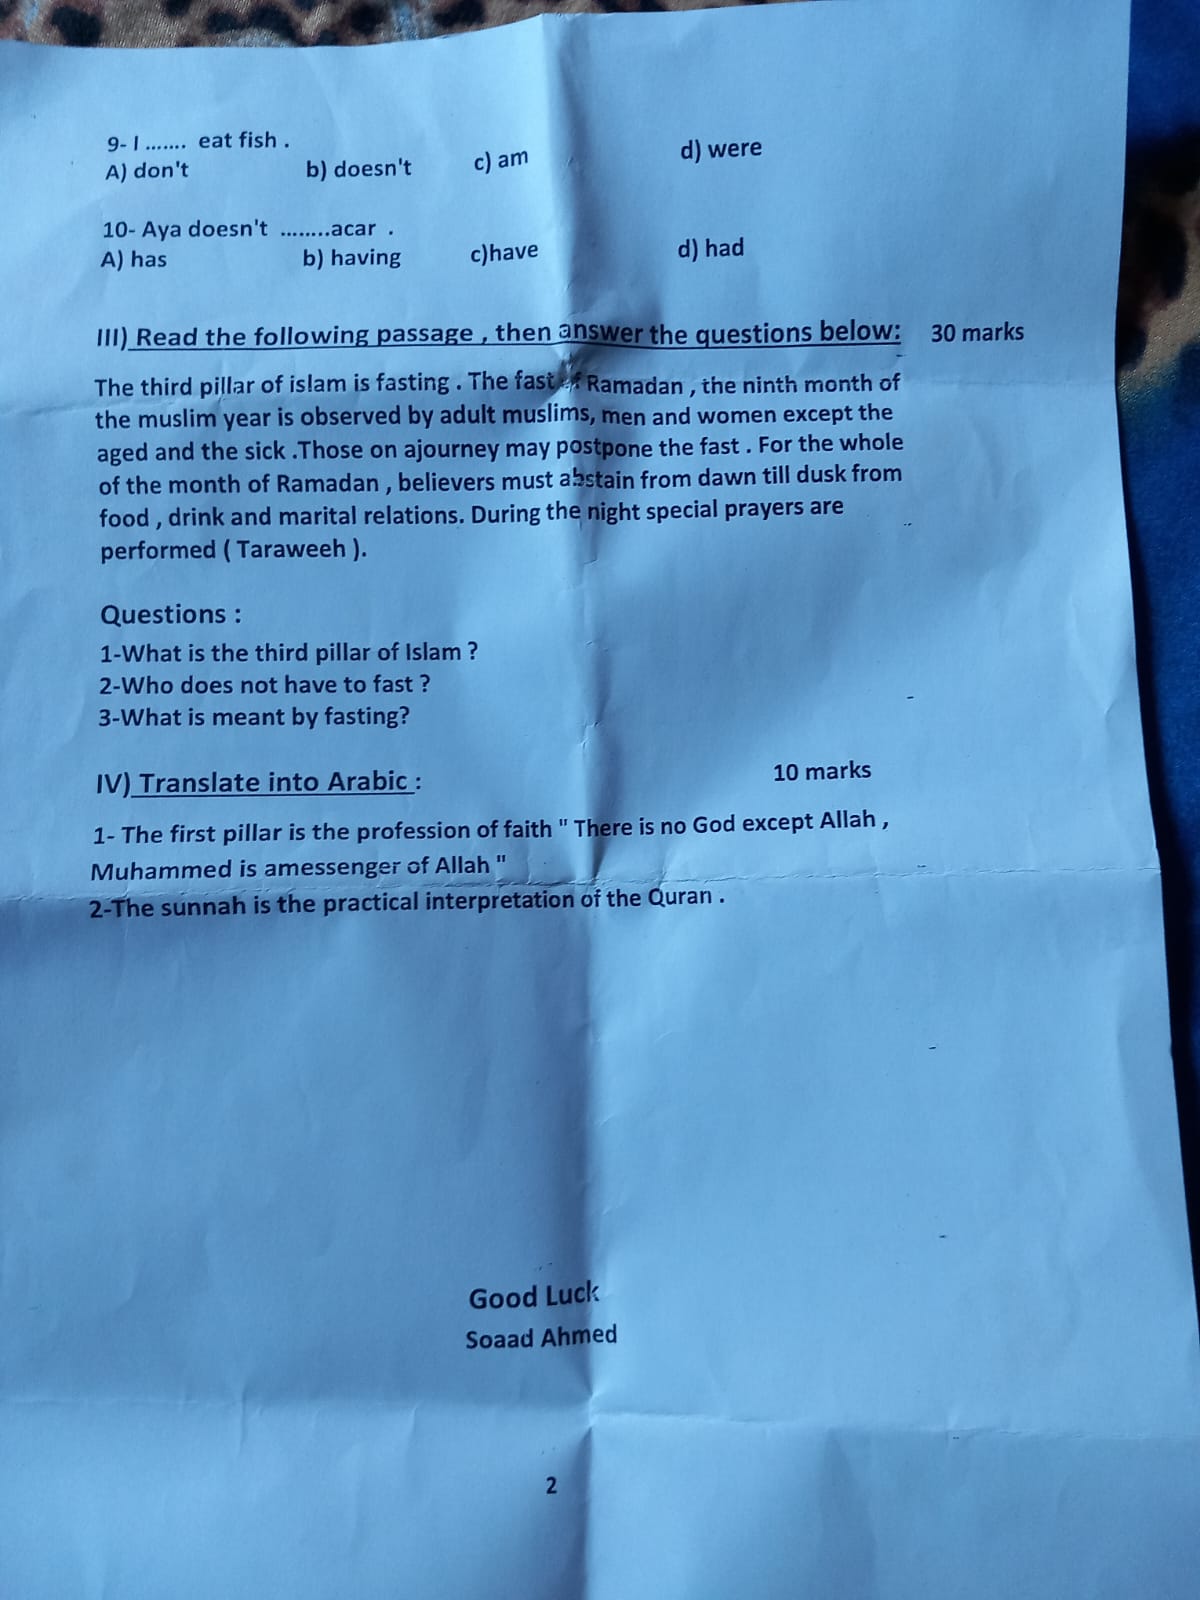 9- I ....... eat fish .
A) don't b) doesn't c) am d) were
10- Aya doesn't ........acar .
A) has b) having c)have d) had
III) Read the following passage , then answer the questions below: 30 marks
The third pillar of islam is fasting . The fast of Ramadan , the ninth month of
the muslim year is observed by adult muslims, men and women except the
aged and the sick .Those on ajourney may postpone the fast . For the whole
of the month of Ramadan , believers must abstain from dawn till dusk from
food , drink and marital relations. During the night special prayers are
performed ( Taraweeh ).
Questions :
1-What is the third pillar of Islam ?
2-Who does not have to fast ?
3-What is meant by fasting?
IV) Translate into Arabic : 10 marks
1- The first pillar is the profession of faith " There is no God except Allah ,
Muhammed is amessenger of Allah "
2-The sunnah is the practical interpretation of the Quran .
Good Luck
Soaad Ahmed
2